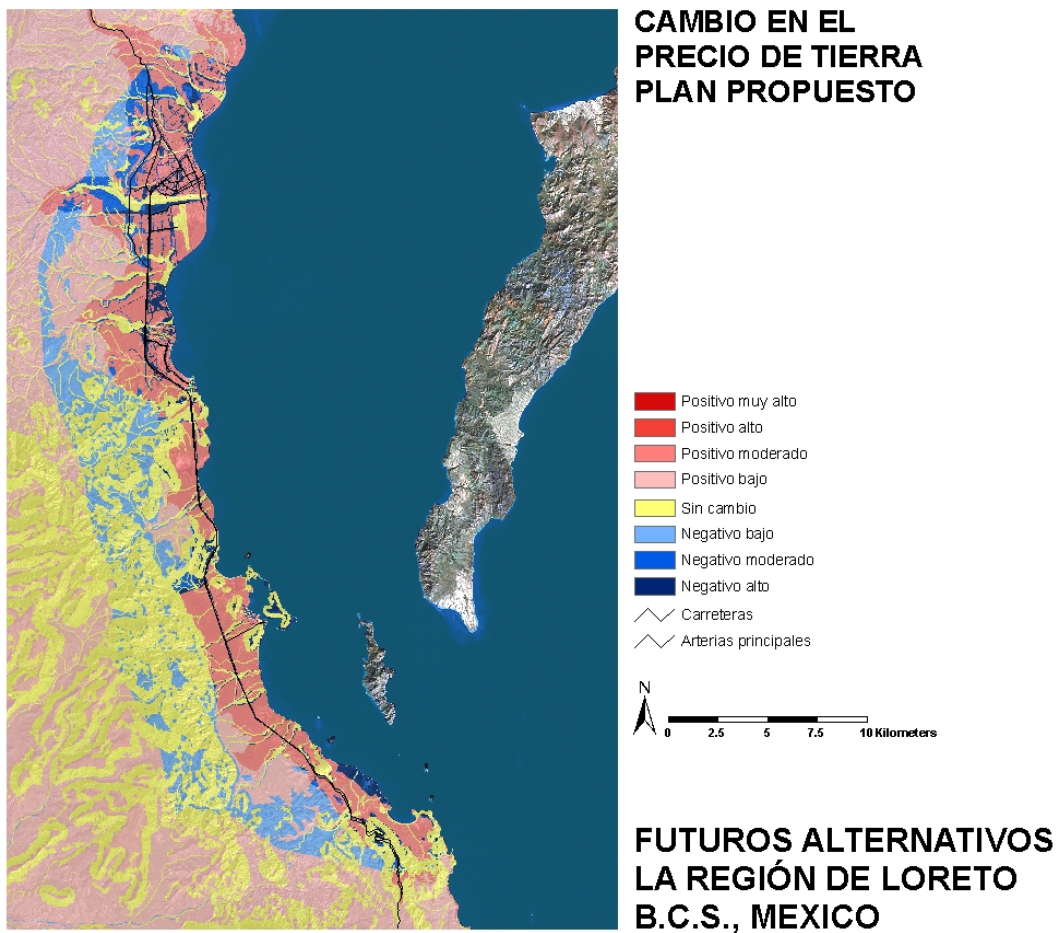 CAMBIO EN EL
PRECIO DE TIERRA
PLAN PROPUESTO
Positivo muy alto
Positivo alto
Positivo moderado
Positivo bajo
Sin cambio
Negativo bajo
Negativo moderado
Negativo alto
Carreteras
Arterias principales
N
0 2.5 5 7.5 10 Kilometers
FUTUROS ALTERNATIVOS
LA REGIÓN DE LORETO
B.C.S., MEXICO